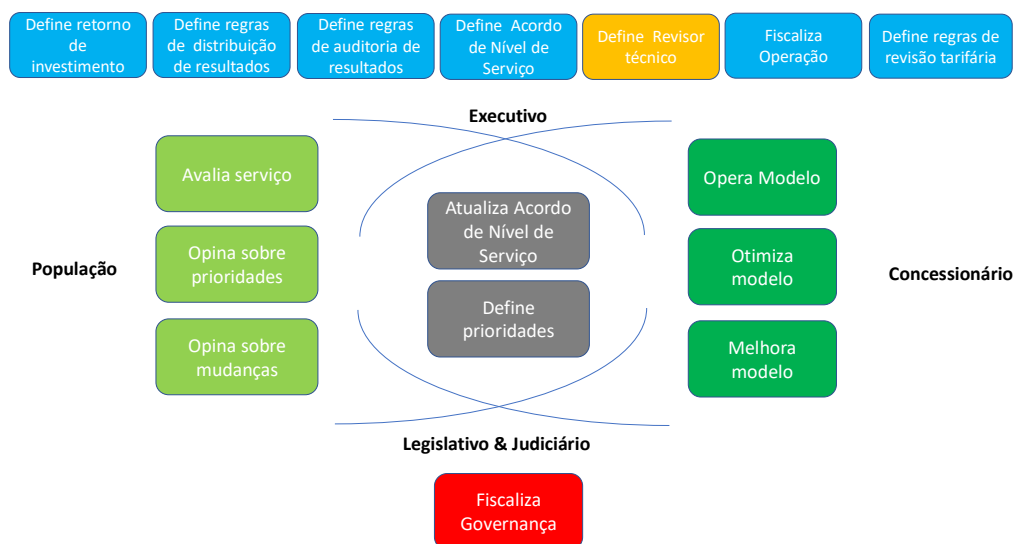 Define retorno
de
investimento
Define regras
de distribuição
de resultados
Define regras
de auditoria de
resultados
Define Acordo
de Nível de
Serviço
Define Revisor
técnico
Fiscaliza
Operação
Define regras de
revisão tarifária
Executivo
Avalia serviço
Opina sobre
prioridades
Opina sobre
mudanças
População
Atualiza Acordo
de Nível de
Serviço
Define
prioridades
Opera Modelo
Otimiza
modelo
Melhora
modelo
Concessionário
Legislativo & Judiciário
Fiscaliza
Governança